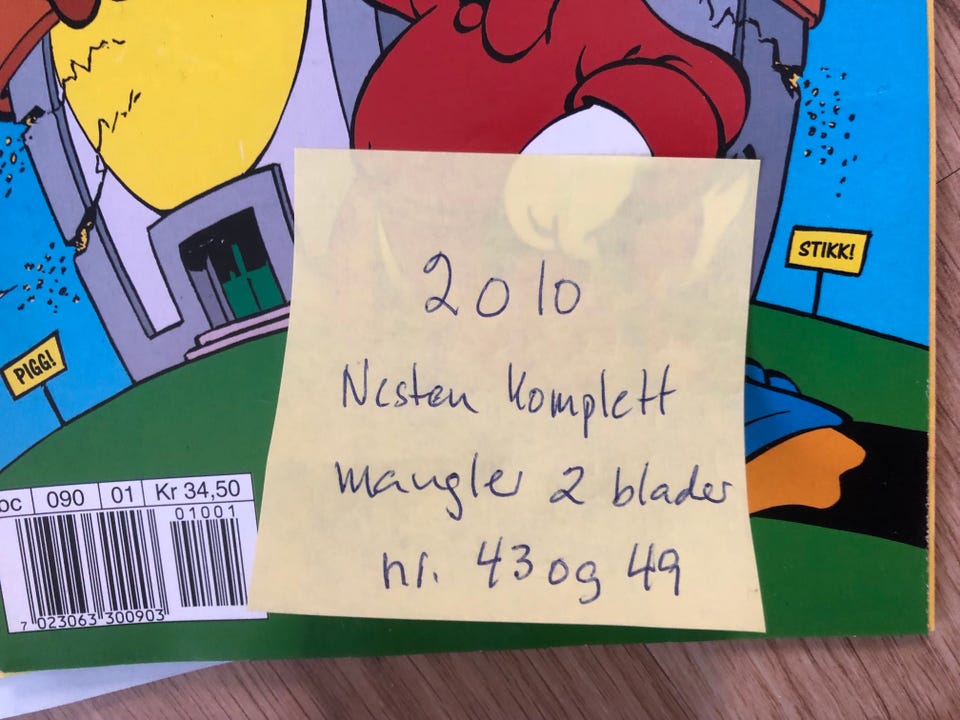 STIKK!
PIGG!
2010
Nesten komplett
mangler 2 blader
nr. 43 og 49
oc 090 01 Kr 34,50
01001
7 023063 300903